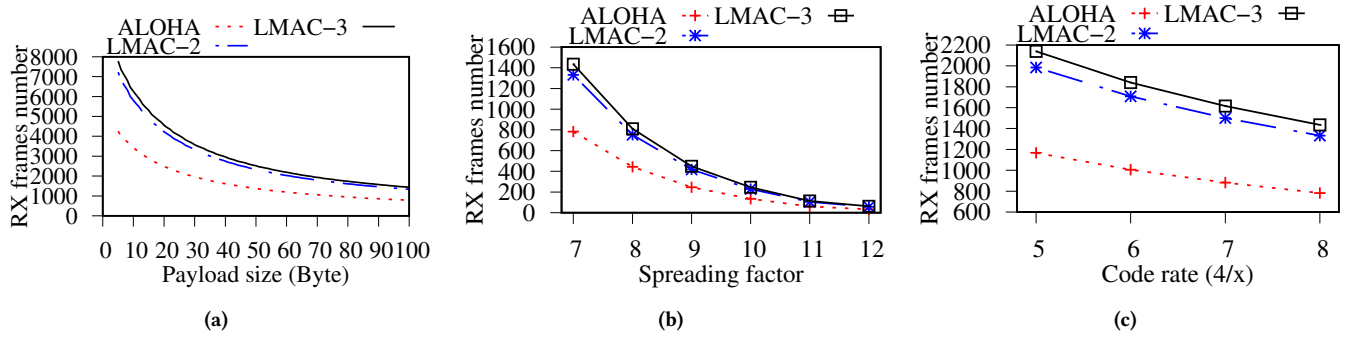 ALOHA
LMAC−2
LMAC−3
RX frames number
8000
7000
6000
5000
4000
3000
2000
1000
0
0 10 20 30 40 50 60 70 80 90 100
Payload size (Byte)
(a)
ALOHA
LMAC−2
LMAC−3
RX frames number
1600
1400
1200
1000
800
600
400
200
0
7 8 9 10 11 12
Spreading factor
(b)
ALOHA
LMAC−2
LMAC−3
RX frames number
2200
2000
1800
1600
1400
1200
1000
800
600
5 6 7 8
Code rate (4/x)
(c)